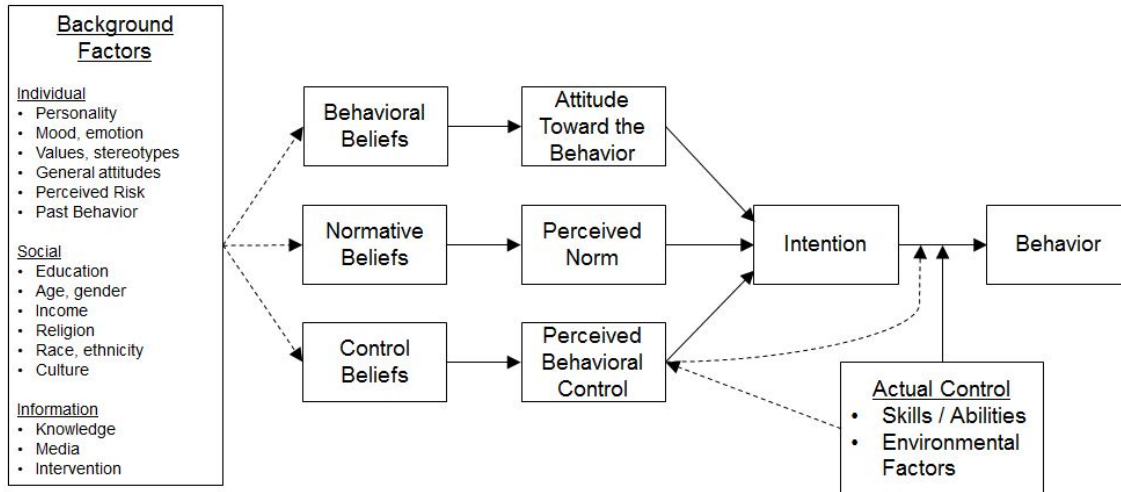 Background
Factors
Individual
• Personality
• Mood, emotion
• Values, stereotypes
• General attitudes
• Perceived Risk
• Past Behavior
Social
• Education
• Age, gender
• Income
• Religion
• Race, ethnicity
• Culture
Information
• Knowledge
• Media
• Intervention
Behavioral
Beliefs
Attitude
Toward the
Behavior
Normative
Beliefs
Perceived
Norm
Intention
Behavior
Control
Beliefs
Perceived
Behavioral
Control
Actual Control
• Skills / Abilities
• Environmental
Factors